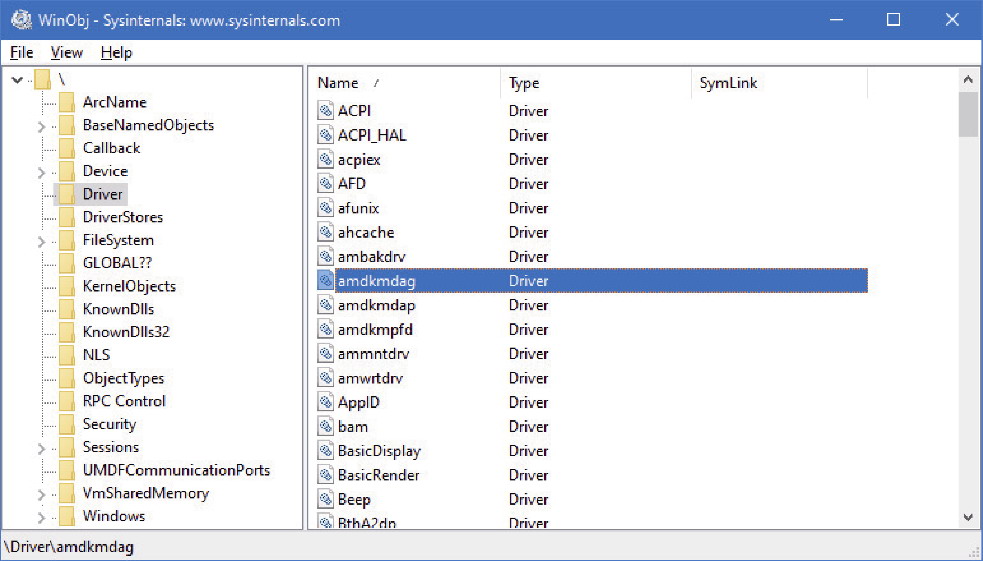 WinObj - Sysinternals: www.sysinternals.com
File View Help
\
ArcName
BaseNamedObjects
Callback
Device
Driver
DriverStores
FileSystem
GLOBAL??
KernelObjects
KnownDlls
KnownDlls32
NLS
ObjectTypes
RPC Control
Security
Sessions
UMDFCommunicationPorts
VmSharedMemory
Windows
Name / Type SymLink
ACPI Driver
ACPI_HAL Driver
acpiex Driver
AFD Driver
afunix Driver
ahcache Driver
ambakdrv Driver
amdkmdag Driver
amdkmdap Driver
amdkmpfd Driver
ammntdrv Driver
amwrtdrv Driver
AppID Driver
bam Driver
BasicDisplay Driver
BasicRender Driver
Beep Driver
BthA2dp Driver
\Driver\amdkmdag